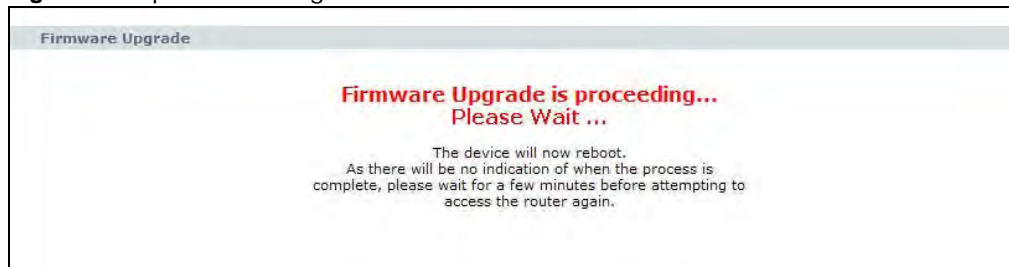 Firmware Upgrade
Firmware Upgrade is proceeding...
Please Wait ...
The device will now reboot.
As there will be no indication of when the process is
complete, please wait for a few minutes before attempting to
access the router again.